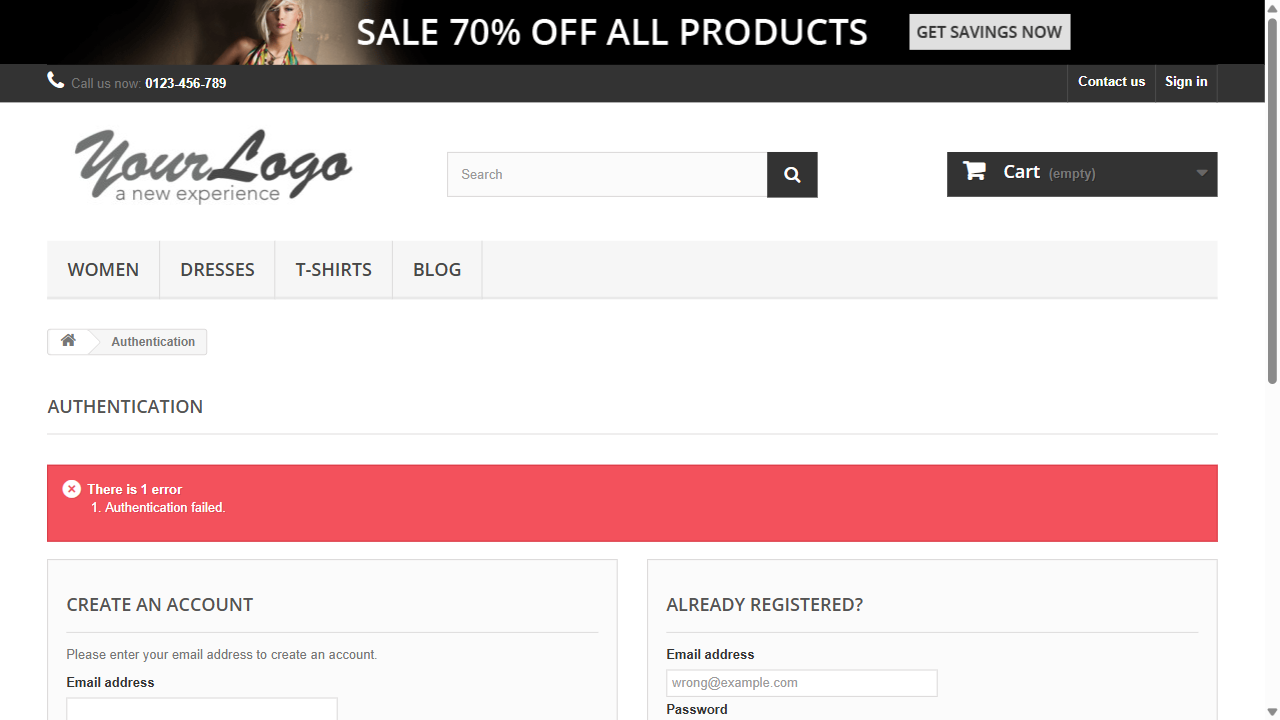 SALE 70% OFF ALL PRODUCTS
GET SAVINGS NOW
Call us now: 0123-456-789
Contact us
Sign in
YourLogo
a new experience
Search
Cart (empty)
WOMEN
DRESSES
T-SHIRTS
BLOG
Authentication
AUTHENTICATION
There is 1 error
1. Authentication failed.
CREATE AN ACCOUNT
Please enter your email address to create an account.
Email address
ALREADY REGISTERED?
Email address
wrong@example.com
Password